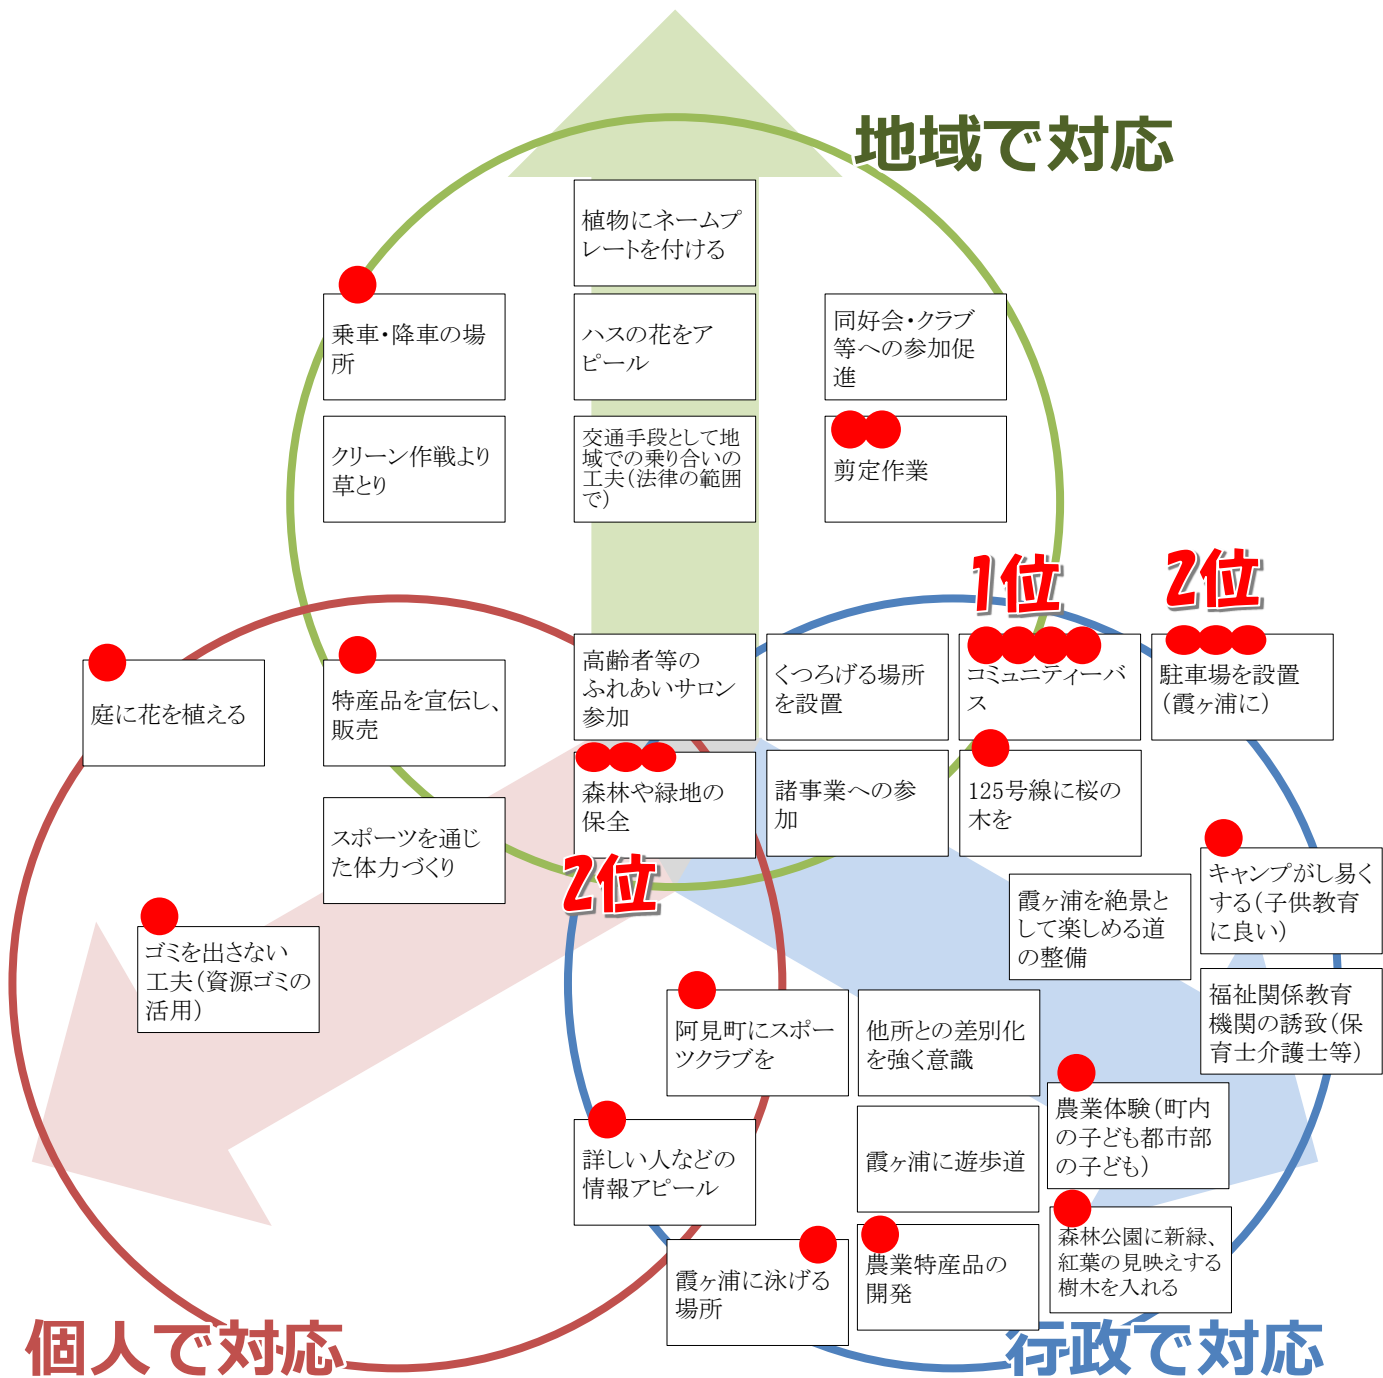 地域で対応
植物にネームプ
レートを付ける
乗車・降車の場
所
ハスの花をア
ピール
同好会・クラブ
等への参加促
進
クリーン作戦より
草とり
交通手段として地
域での乗り合いの
工夫（法律の範囲
で）
剪定作業
1位
2位
庭に花を植える
特産品を宣伝し、
販売
高齢者等の
ふれあいサロン
参加
くつろげる場所
を設置
コミュニティーバ
ス
駐車場を設置
（霞ヶ浦に）
森林や緑地の
保全
2位
諸事業への参
加
125号線に桜の
木を
スポーツを通じ
た体力づくり
キャンプがし易く
する（子供教育
に良い）
霞ヶ浦を絶景と
して楽しめる道
の整備
ゴミを出さない
工夫（資源ゴミの
活用）
福祉関係教育
機関の誘致（保
育士介護士等）
阿見町にスポー
ツクラブを
他所との差別化
を強く意識
農業体験（町内
の子ども都市部
の子ども）
詳しい人などの
情報アピール
霞ヶ浦に遊歩道
霞ヶ浦に泳げる
場所
農業特産品の
開発
森林公園に新緑、
紅葉の見映えする
樹木を入れる
個人で対応
行政で対応